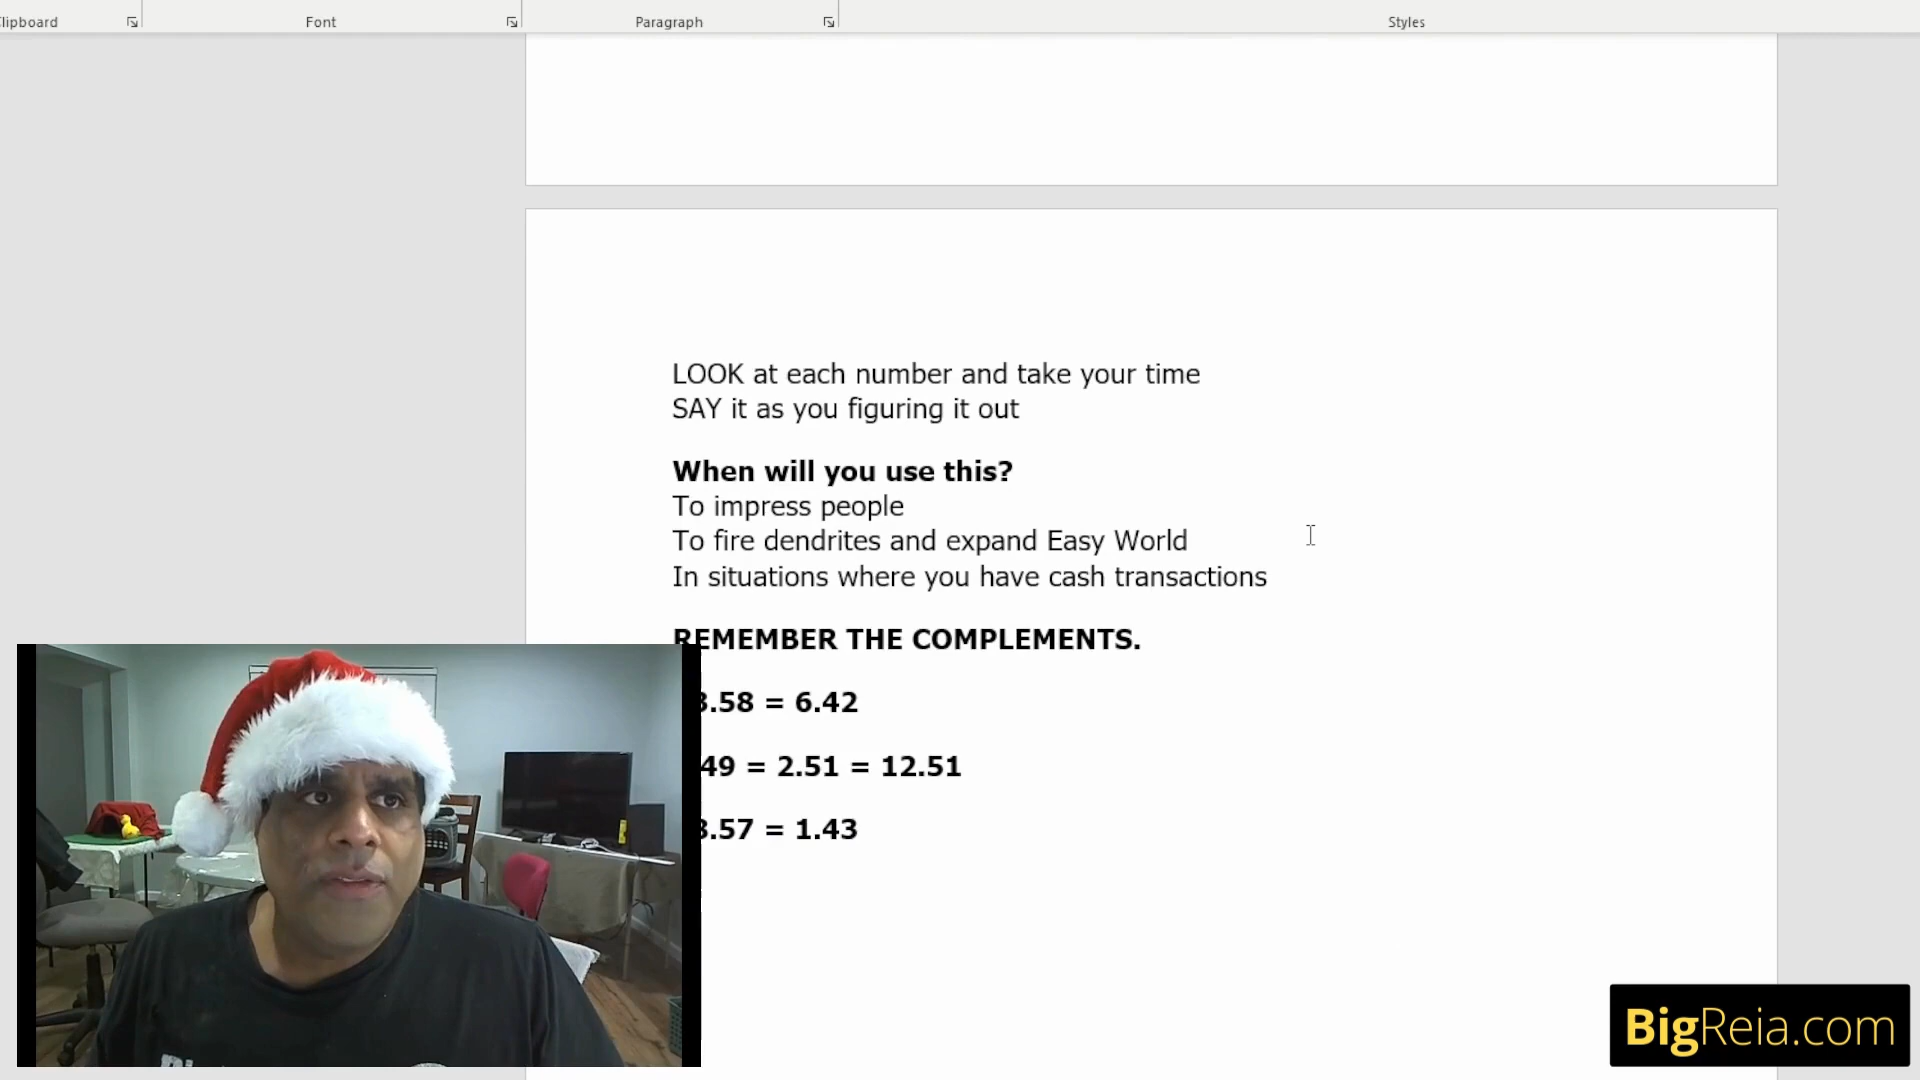 Font
Paragraph
Styles
LOOK at each number and take your time
SAY it as you figuring it out
When will you use this?
To impress people
To fire dendrites and expand Easy World
In situations where you have cash transactions
REMEMBER THE COMPLEMENTS.
.58 = 6.42
49 = 2.51 = 12.51
.57 = 1.43
BigReia.com